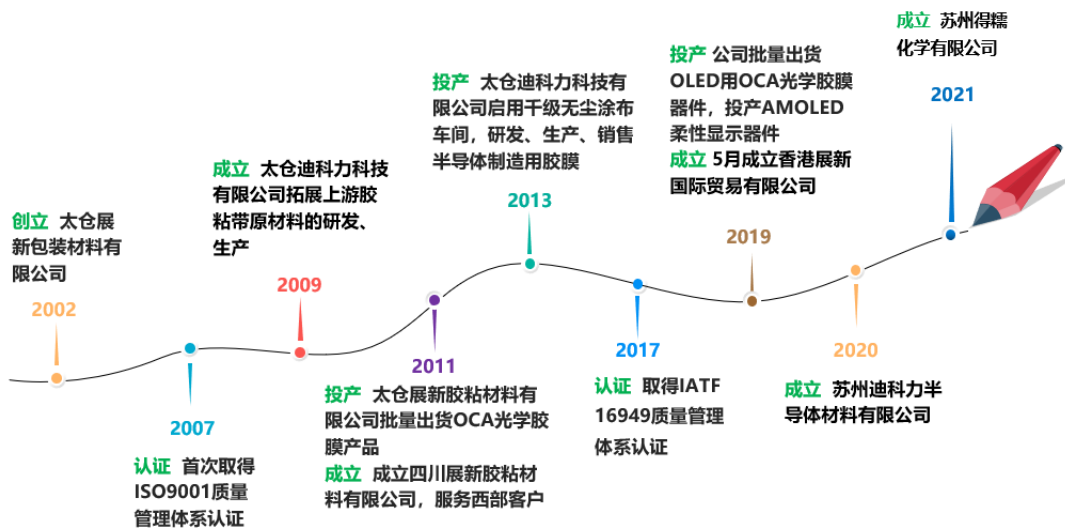 创立 太仓展
新包装材料有
限公司
2002
2007
认证 首次取得
ISO9001质量
管理体系认证
成立 太仓迪科力科技
有限公司拓展上游胶
粘带原材料的研发、
生产
2009
2011
投产 太仓展新胶粘材料有
限公司批量出货OCA光学胶
膜产品
成立 成立四川展新胶粘材
料有限公司，服务西部客户
投产 太仓迪科力科技有
限公司启用千级无尘涂布
车间，研发、生产、销售
半导体制造用胶膜
2013
2017
认证 取得IATF
16949质量管理
体系认证
投产 公司批量出货
OLED用OCA光学胶膜
器件，投产AMOLED
柔性显示器件
成立 5月成立香港展新
国际贸易有限公司
2019
2020
成立 苏州迪科力半
导体材料有限公司
成立 苏州得糯
化学有限公司
2021